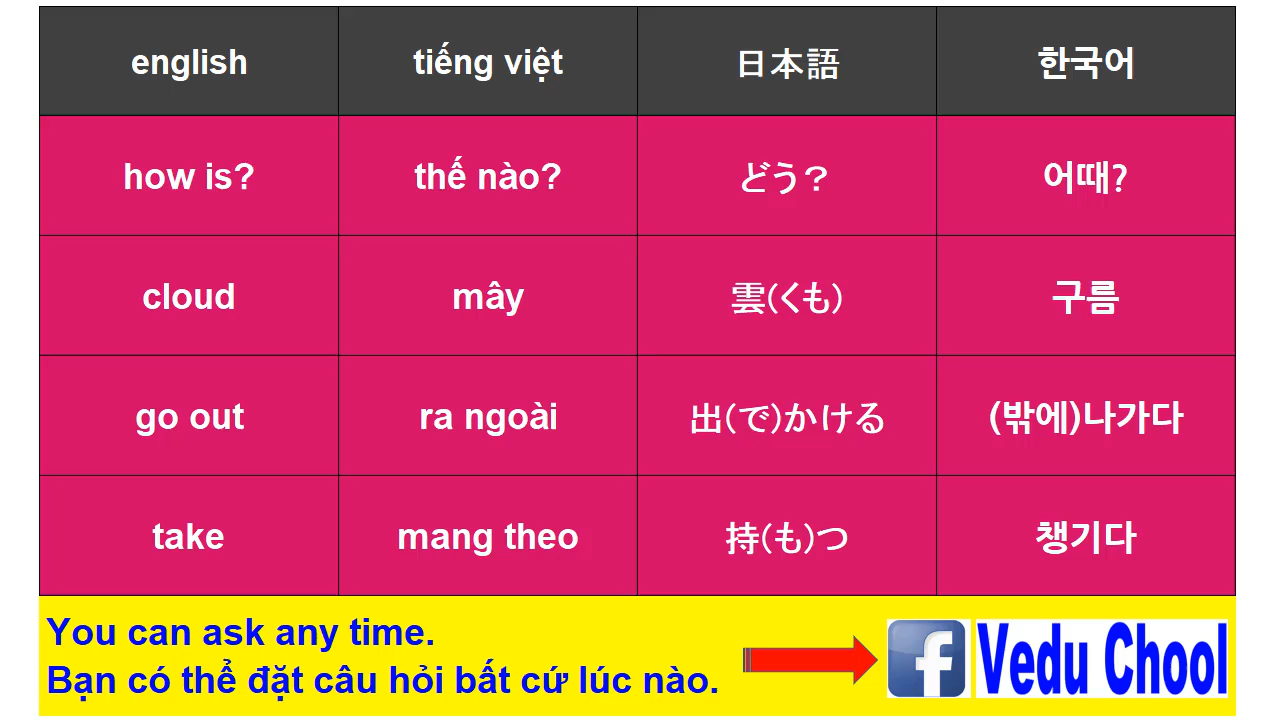 english tiếng việt 日本語 한국어
how is? thế nào? どう？ 어때?
cloud mây 雲(くも) 구름
go out ra ngoài 出(で)かける (밖에)나가다
take mang theo 持(も)つ 챙기다
You can ask any time.
Bạn có thể đặt câu hỏi bất cứ lúc nào.
f Vedu Chool